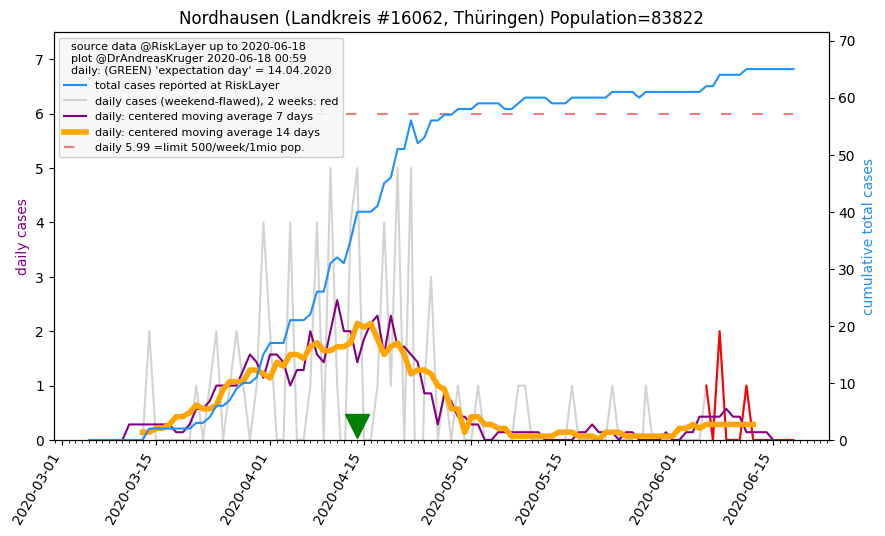 Nordhausen (Landkreis #16062, Thüringen) Population=83822
source data @RiskLayer up to 2020-06-18
plot @DrAndreasKruger 2020-06-18 00:59
daily: (GREEN) 'expectation day' = 14.04.2020
total cases reported at RiskLayer
daily cases (weekend-flawed), 2 weeks: red
daily: centered moving average 7 days
daily: centered moving average 14 days
daily 5.99 =limit 500/week/1mio pop.
daily cases
7
6
5
4
3
2
1
0
70
60
50
40
30
20
10
0
cumulative total cases
2020-03-01
2020-03-15
2020-04-01
2020-04-15
2020-05-01
2020-05-15
2020-06-01
2020-06-15